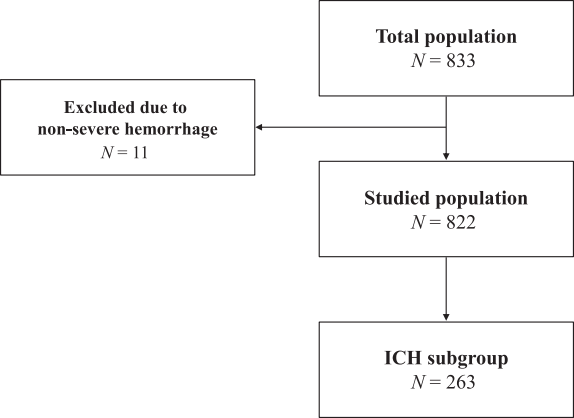 Total population
N = 833
Excluded due to
non-severe hemorrhage
N = 11
Studied population
N = 822
ICH subgroup
N = 263